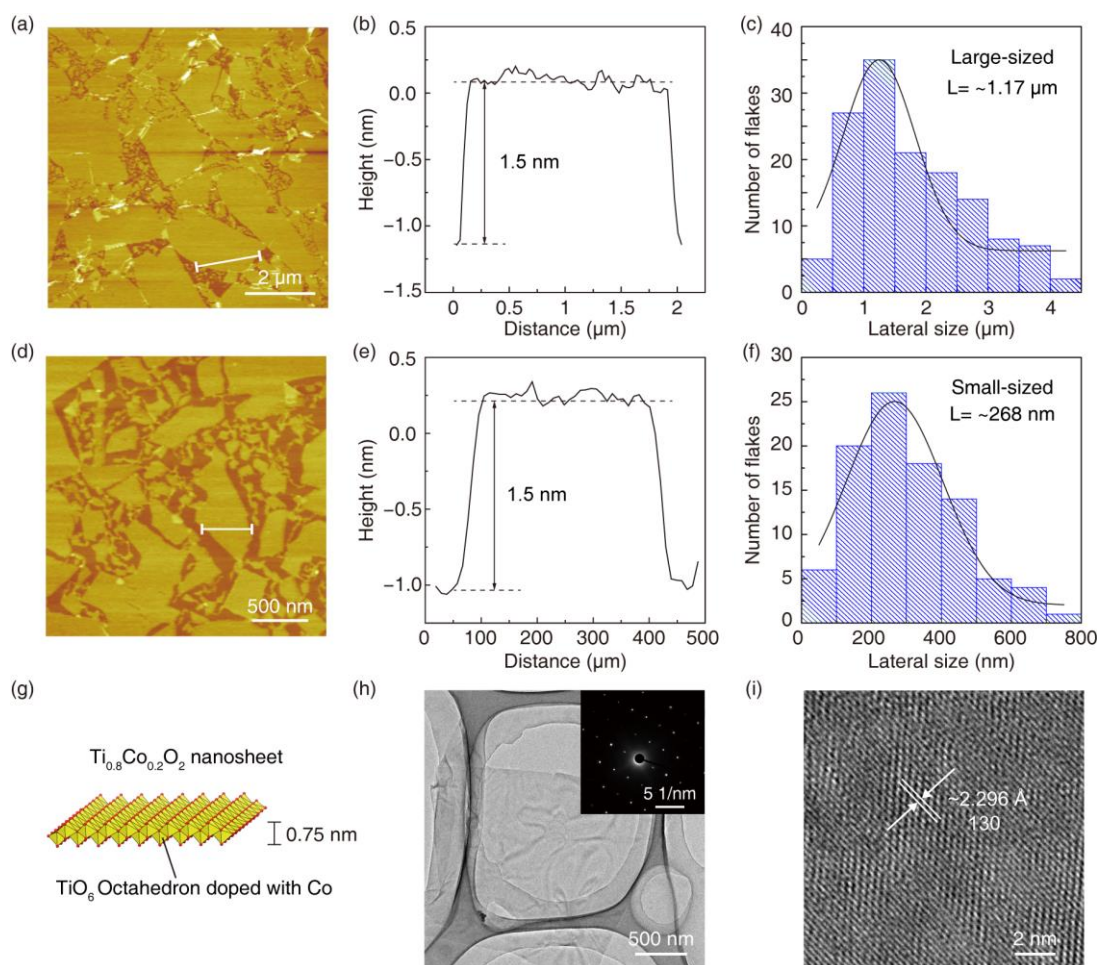 (a)
2 µm
(b)
0.5
0.0
−0.5
−1.0
−1.5
Height (nm)
1.5 nm
0
0.5
1
1.5
2
Distance (µm)
(c)
40
35
30
25
20
15
10
5
0
Number of flakes
Large-sized
L= ~1.17 µm
0
1
2
3
4
Lateral size (µm)
(d)
500 nm
(e)
0.5
0.0
−0.5
−1.0
Height (nm)
1.5 nm
0
100
200
300
400
500
Distance (µm)
(f)
30
25
20
15
10
5
0
Number of flakes
Small-sized
L= ~268 nm
0
200
400
600
800
Lateral size (nm)
(g)
Ti0.8Co0.2O2 nanosheet
0.75 nm
TiO6 Octahedron doped with Co
(h)
5 1/nm
500 nm
(i)
~2.296 Å
130
2 nm